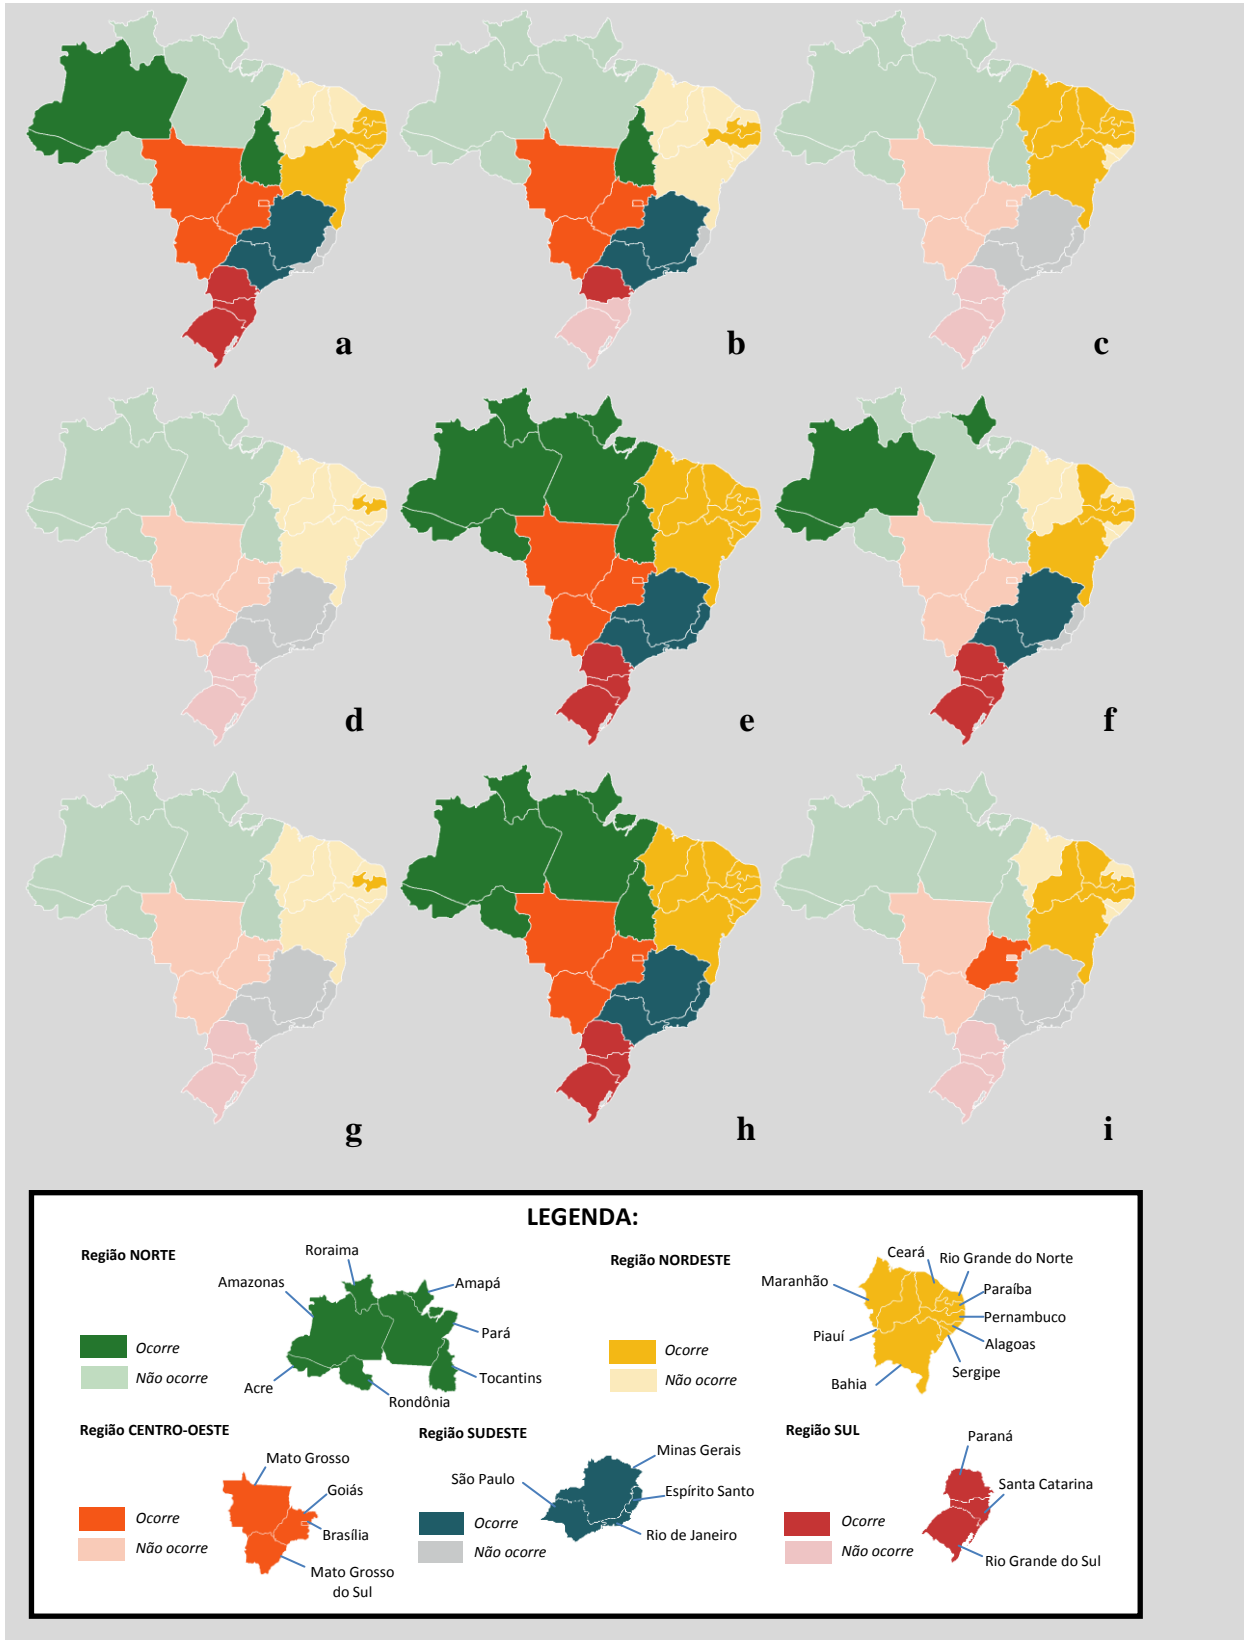 a
b
c
d
e
f
g
h
i
LEGENDA:
Região NORTE
Roraima
Amazonas
Amapá
Pará
Tocantins
Rondônia
Acre
Ocorre
Não ocorre
Região NORDESTE
Ceará
Rio Grande do Norte
Maranhão
Paraíba
Pernambuco
Piauí
Alagoas
Sergipe
Bahia
Ocorre
Não ocorre
Região CENTRO-OESTE
Mato Grosso
Goiás
Brasília
Mato Grosso
do Sul
Ocorre
Não ocorre
Região SUDESTE
Minas Gerais
São Paulo
Espírito Santo
Rio de Janeiro
Ocorre
Não ocorre
Região SUL
Paraná
Santa Catarina
Rio Grande do Sul
Ocorre
Não ocorre